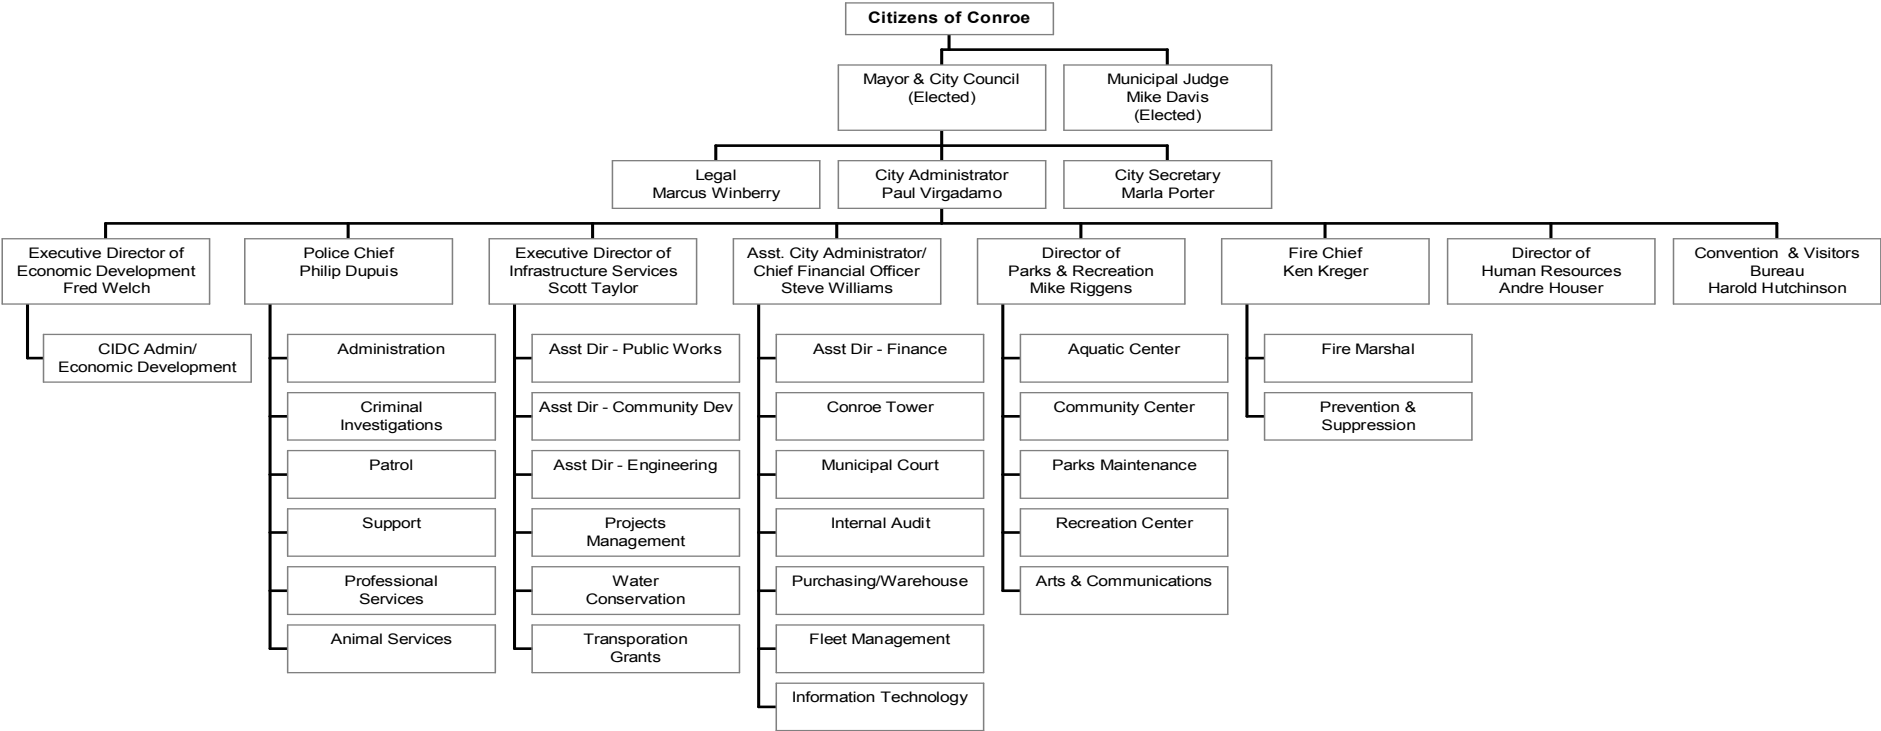 Citizens of Conroe
Mayor & City Council
(Elected)
Municipal Judge
Mike Davis
(Elected)
Legal
Marcus Winberry
City Administrator
Paul Virgadamo
City Secretary
Marla Porter
Executive Director of
Economic Development
Fred Welch
Police Chief
Philip Dupuis
Executive Director of
Infrastructure Services
Scott Taylor
Asst. City Administrator/
Chief Financial Officer
Steve Williams
Director of
Parks & Recreation
Mike Riggens
Fire Chief
Ken Kreger
Director of
Human Resources
Andre Houser
Convention & Visitors
Bureau
Harold Hutchinson
CIDC Admin/
Economic Development
Administration
Criminal
Investigations
Patrol
Support
Professional
Services
Animal Services
Asst Dir - Public Works
Asst Dir - Community Dev
Asst Dir - Engineering
Projects
Management
Water
Conservation
Transporation
Grants
Asst Dir - Finance
Conroe Tower
Municipal Court
Internal Audit
Purchasing/Warehouse
Fleet Management
Information Technology
Aquatic Center
Community Center
Parks Maintenance
Recreation Center
Arts & Communications
Fire Marshal
Prevention &
Suppression